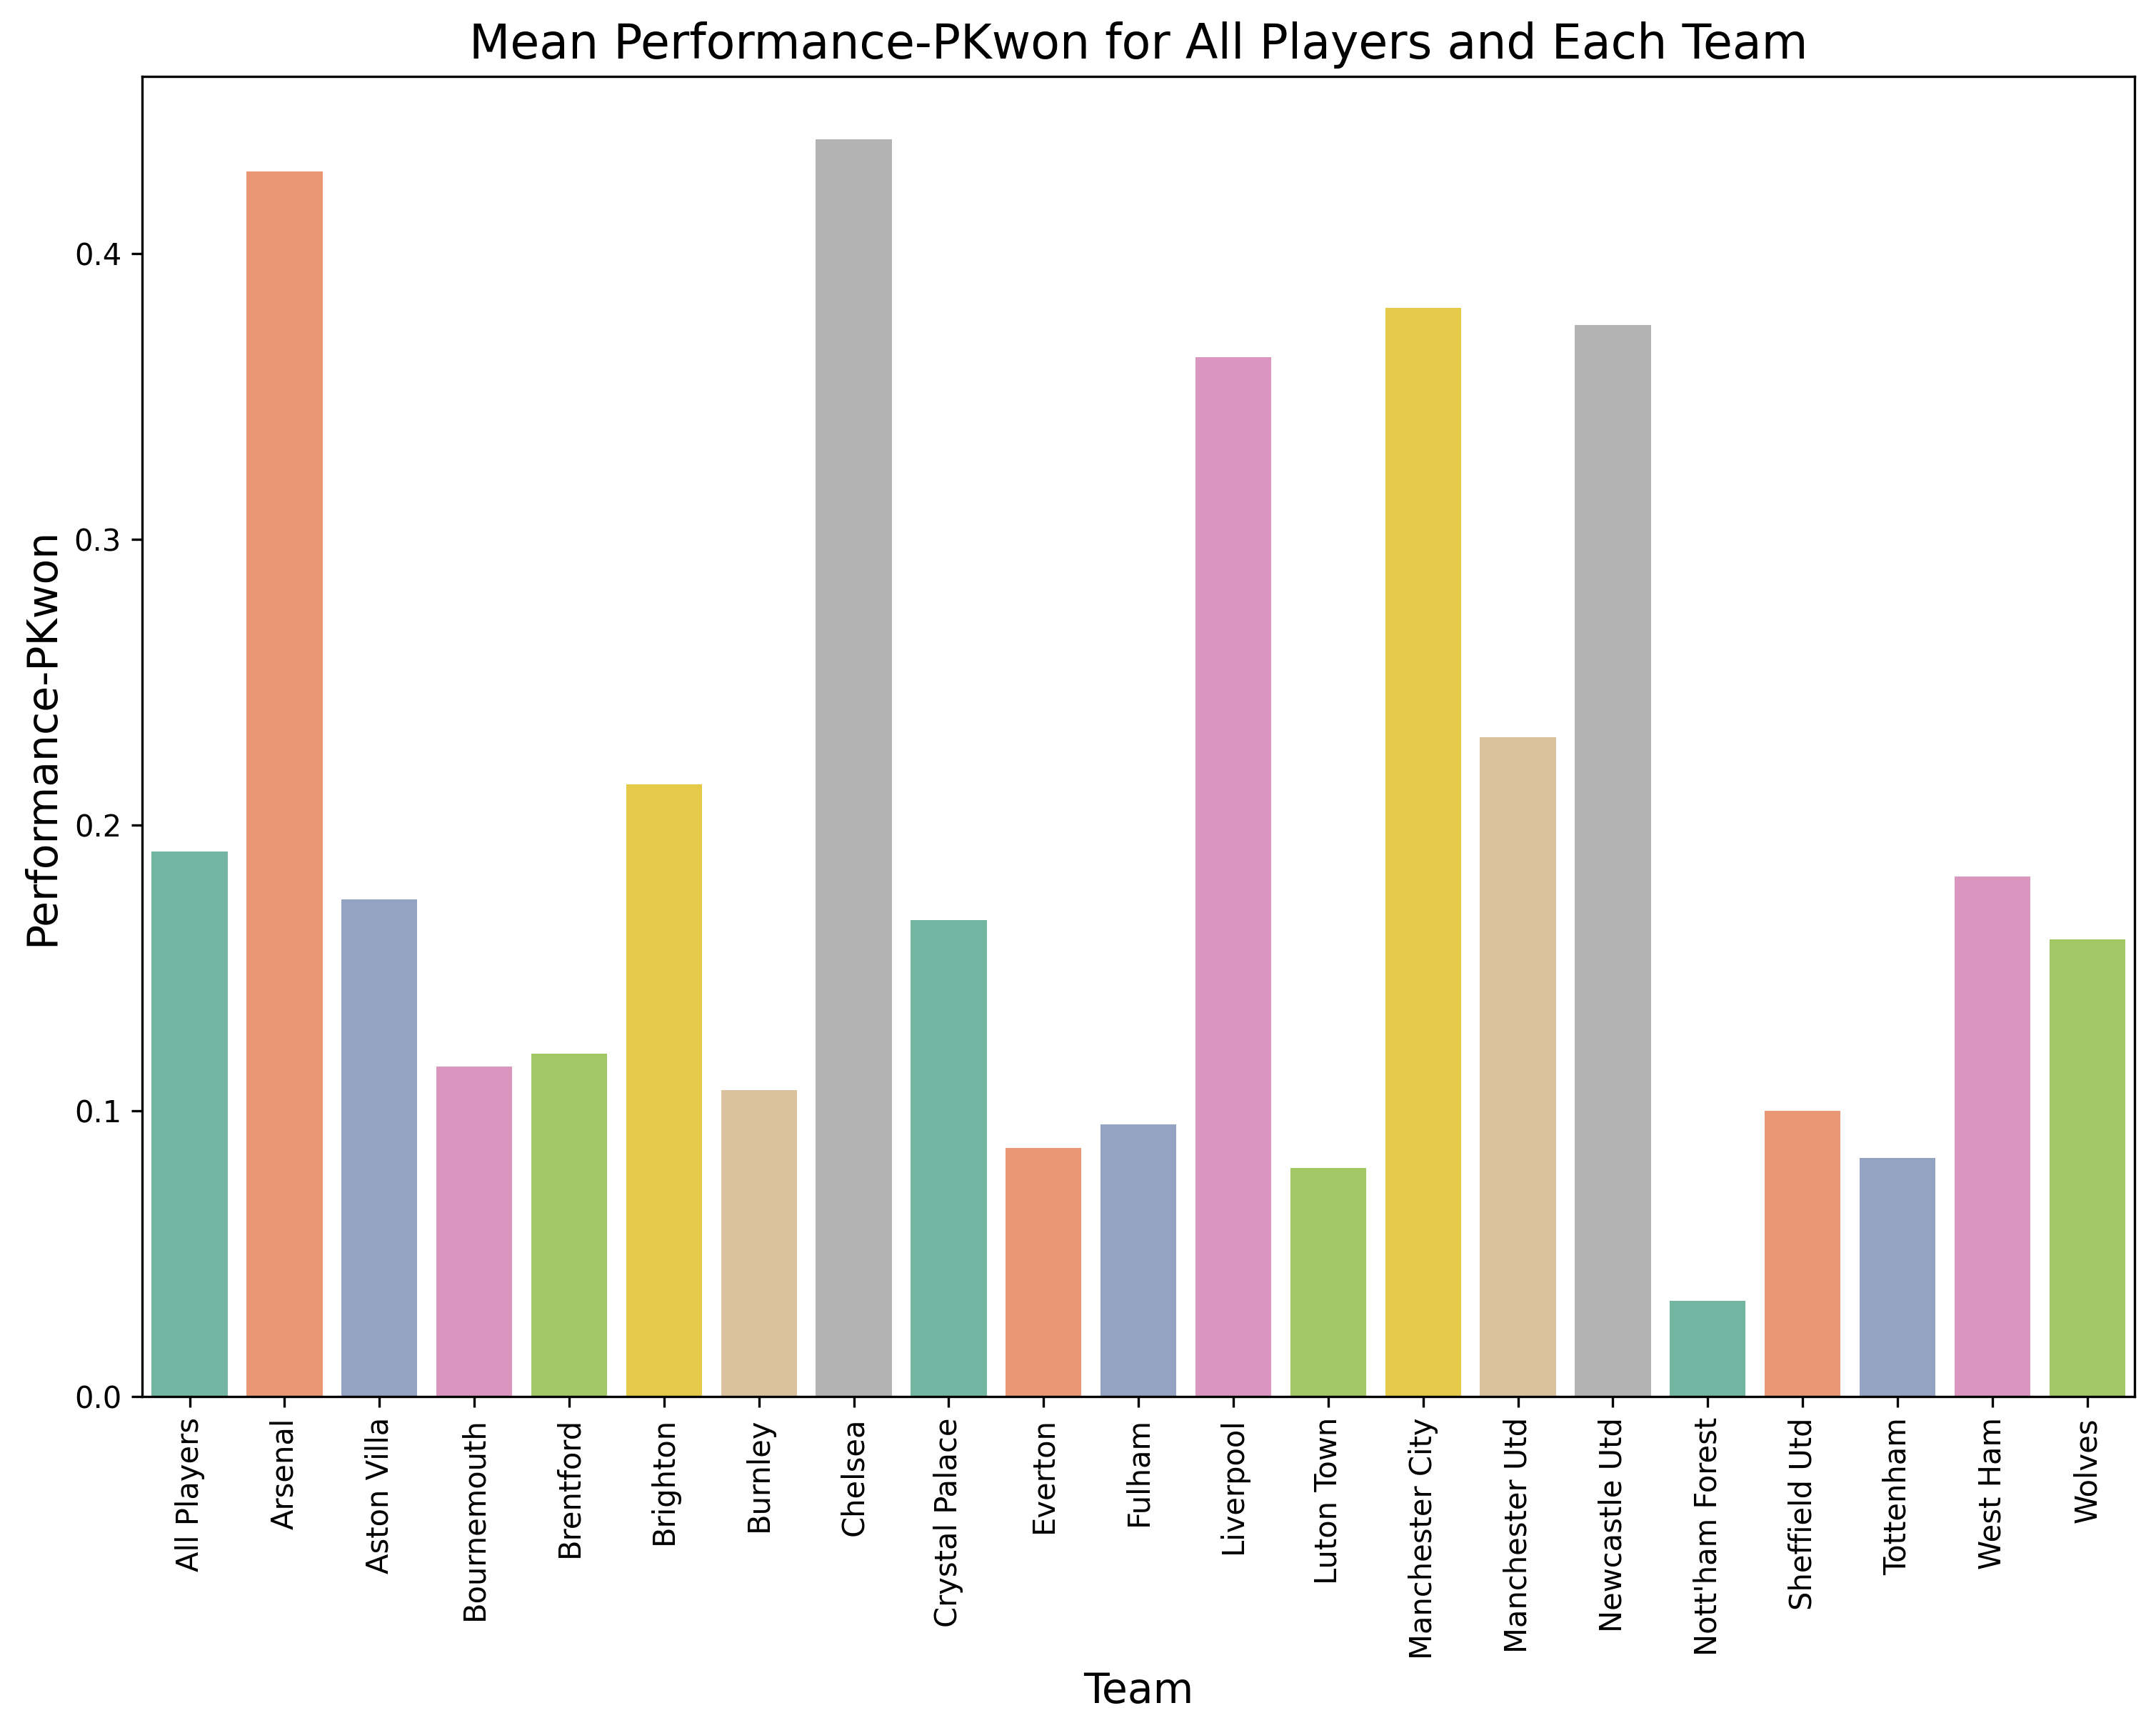 Mean Performance-PKwon for All Players and Each Team
Performance-PKwon
0.4
0.3
0.2
0.1
0.0
All Players
Arsenal
Aston Villa
Bournemouth
Brentford
Brighton
Burnley
Chelsea
Crystal Palace
Everton
Fulham
Liverpool
Luton Town
Manchester City
Manchester Utd
Newcastle Utd
Nott'ham Forest
Sheffield Utd
Tottenham
West Ham
Wolves
Team